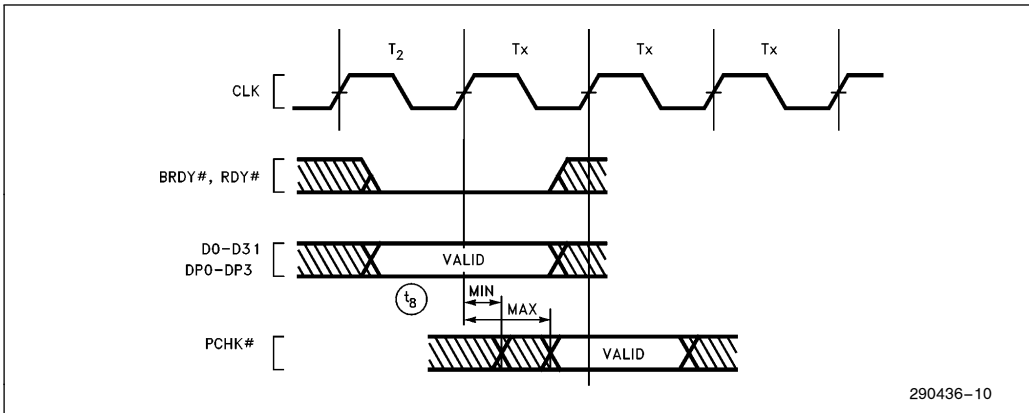 T2 Tx Tx Tx
CLK
BRDY#, RDY#
D0-D31
DP0-DP3
VALID
t8
MIN
MAX
PCHK#
VALID
290436-10